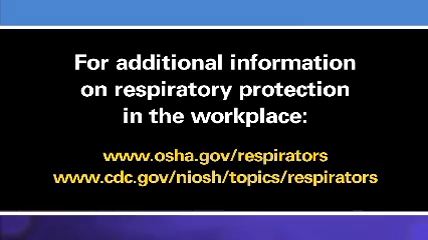 For additional information
on respiratory protection
in the workplace:
www.osha.gov/respirators
www.cdc.gov/niosh/topics/respirators